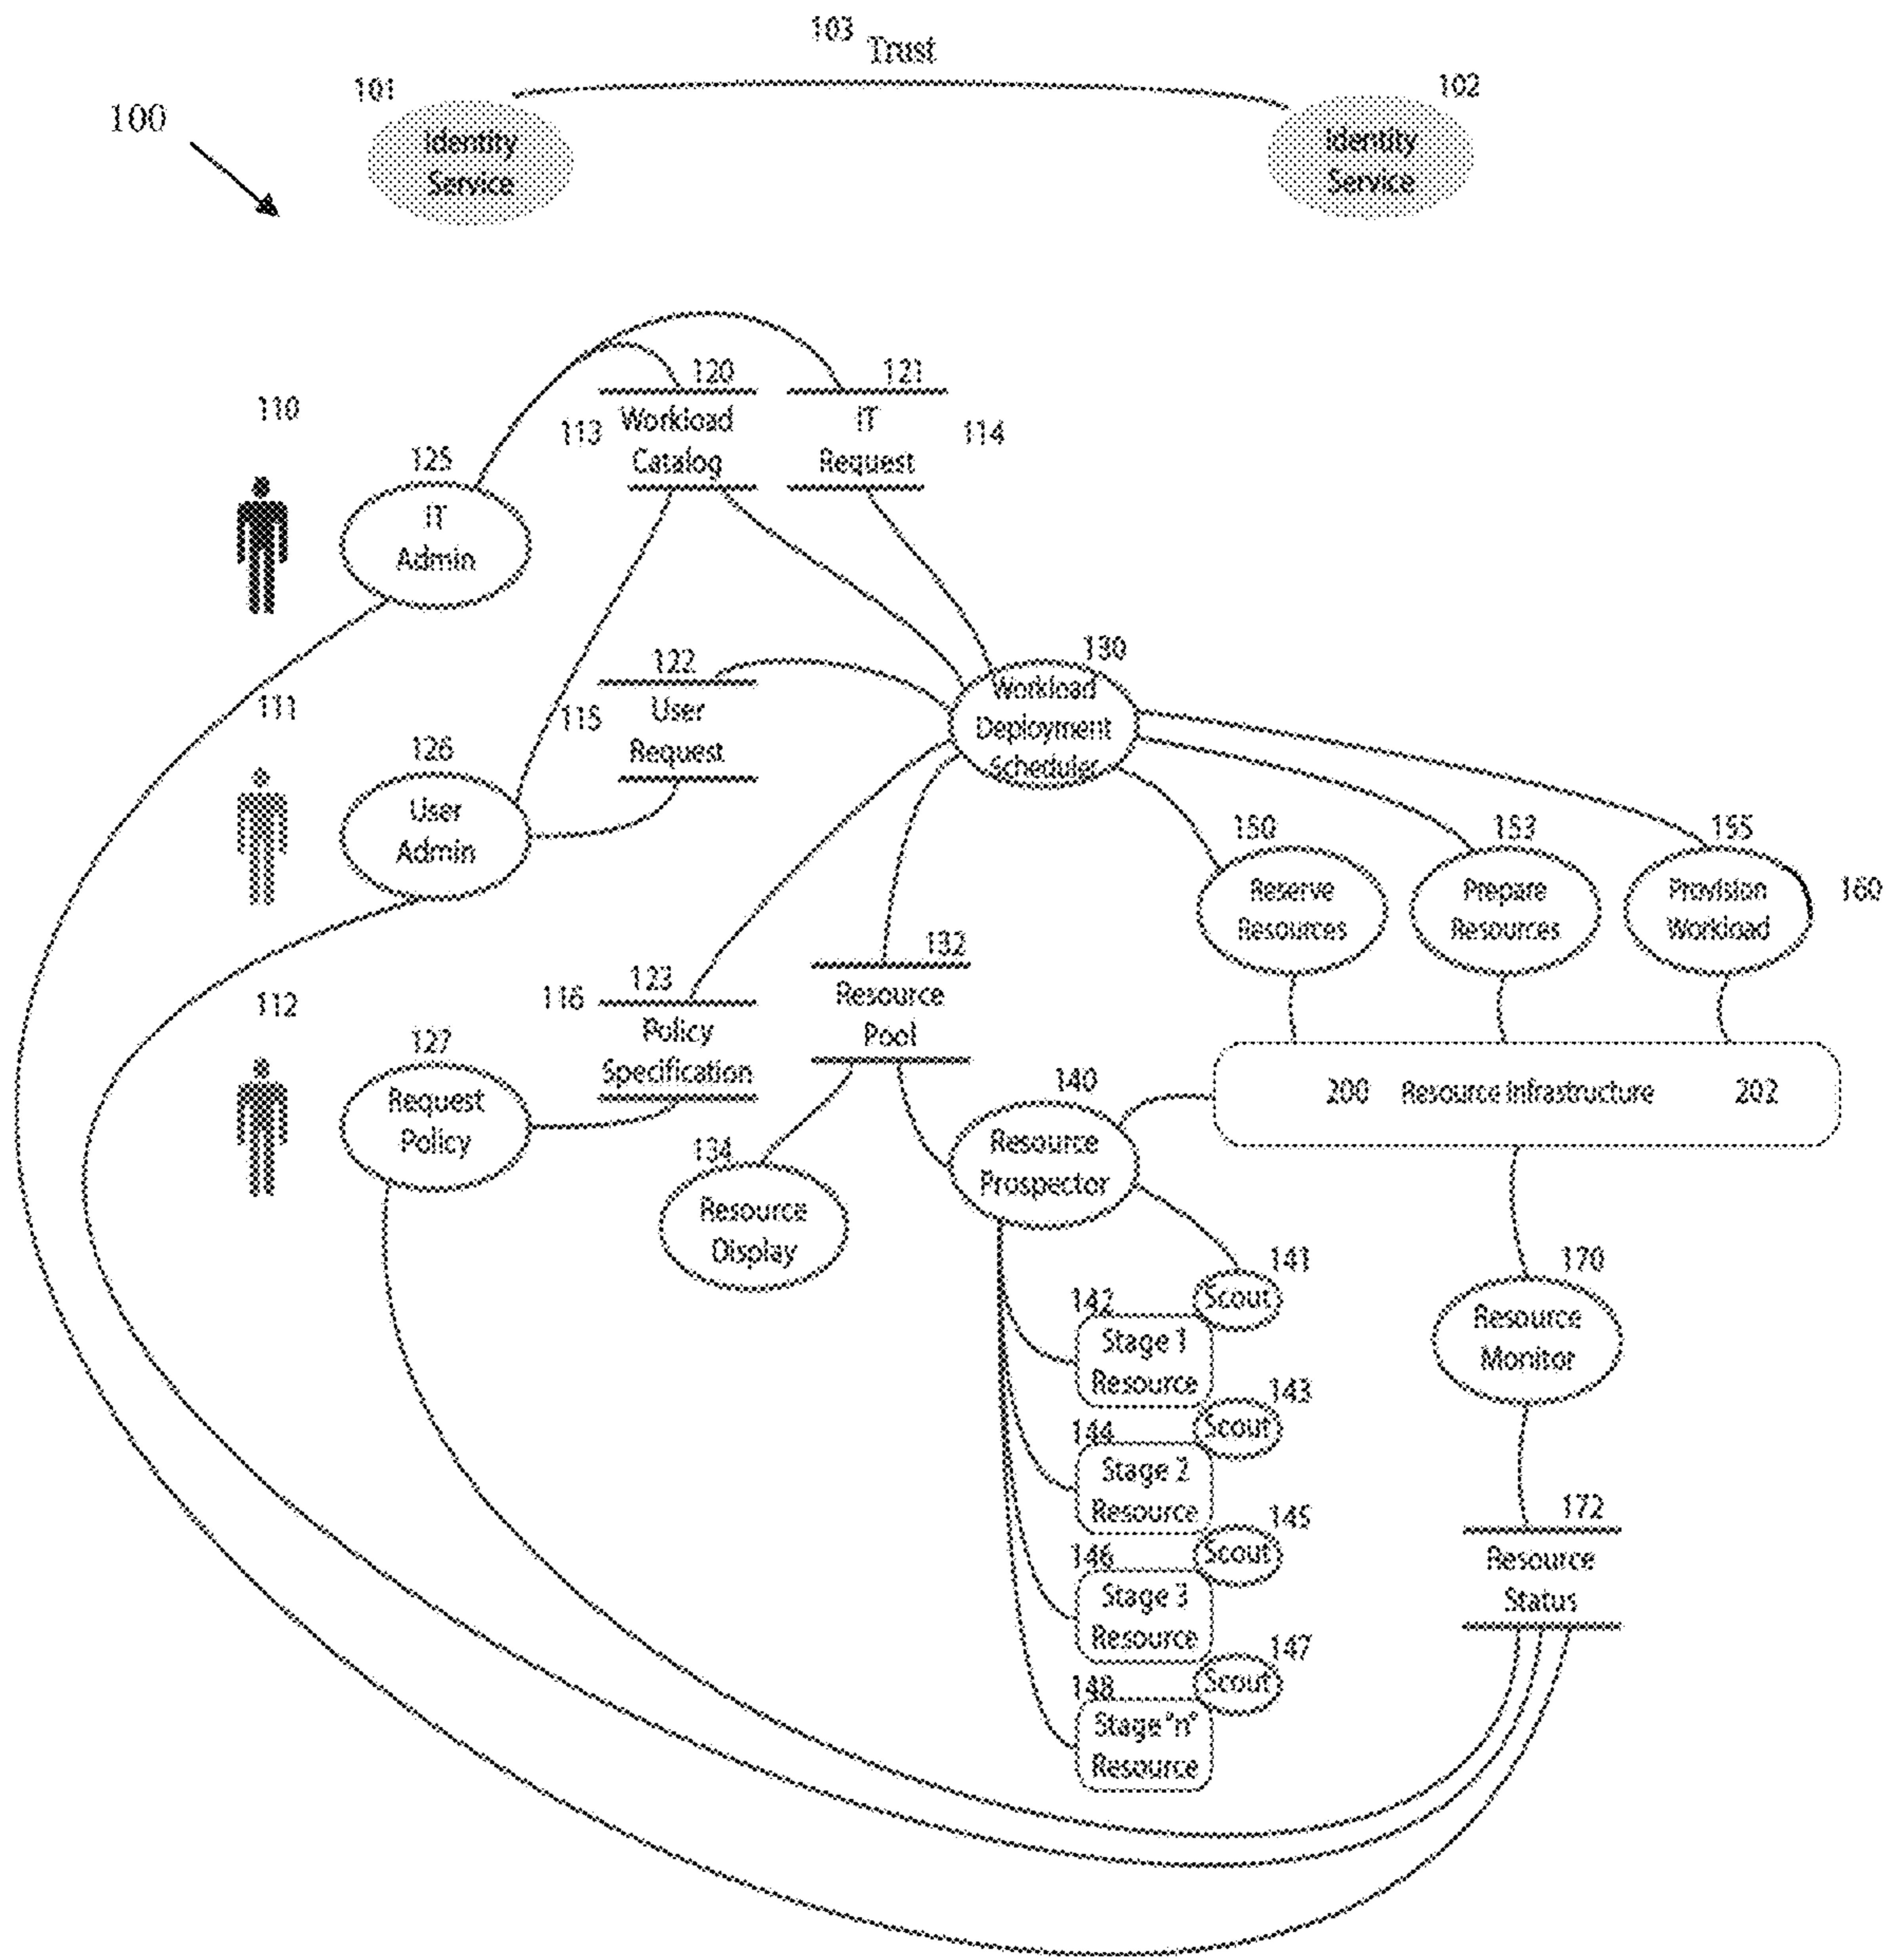 103 Trust
101
102
100
Identity
Service
Identity
Service
120
121
110
113
Workload
Catalog
IT
Request
114
125
IT
Admin
130
122
111
115
User
Request
Workload
Deployment
Scheduler
126
User
Admin
150
153
155
160
Reserve
Resources
Prepare
Resources
Provision
Workload
132
123
116
112
Resource
Pool
Policy
Specification
127
Request
Policy
140
200 Resource Infrastructure 202
134
Resource
Prospector
Resource
Display
141
170
Scout
142
Stage 1
Resource
Resource
Monitor
143
Scout
144
Stage 2
Resource
172
145
Scout
146
Resource
Status
Stage 3
Resource
147
Scout
148
Stage "n"
Resource